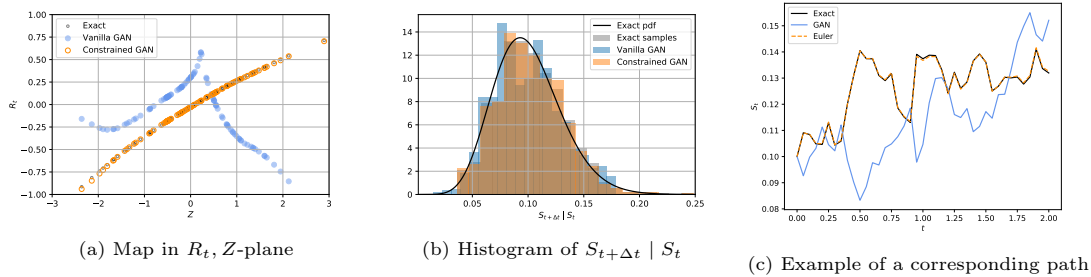 1.00
0.75
0.50
0.25
0.00
−0.25
−0.50
−0.75
−1.00
R_t
−3 −2 −1 0 1 2 3
Z
Exact
Vanilla GAN
Constrained GAN
(a) Map in R_t, Z-plane
14
12
10
8
6
4
2
0
0.05 0.10 0.15 0.20 0.25
S_{t+Δt} | S_t
Exact pdf
Exact samples
Vanilla GAN
Constrained GAN
(b) Histogram of S_{t+Δt} | S_t
0.15
0.14
0.13
0.12
0.11
0.10
0.09
0.08
S_t
0.00 0.25 0.50 0.75 1.00 1.25 1.50 1.75 2.00
t
Exact
GAN
Euler
(c) Example of a corresponding path